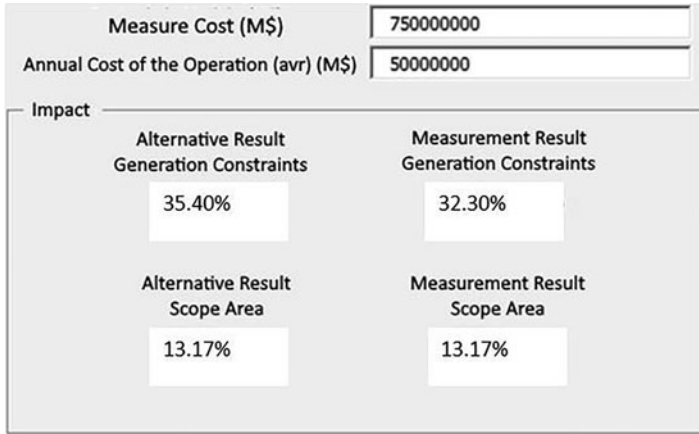 Measure Cost (M$) 750000000
Annual Cost of the Operation (avr) (M$) 50000000
Impact
Alternative Result
Generation Constraints
35.40%
Measurement Result
Generation Constraints
32.30%
Alternative Result
Scope Area
13.17%
Measurement Result
Scope Area
13.17%